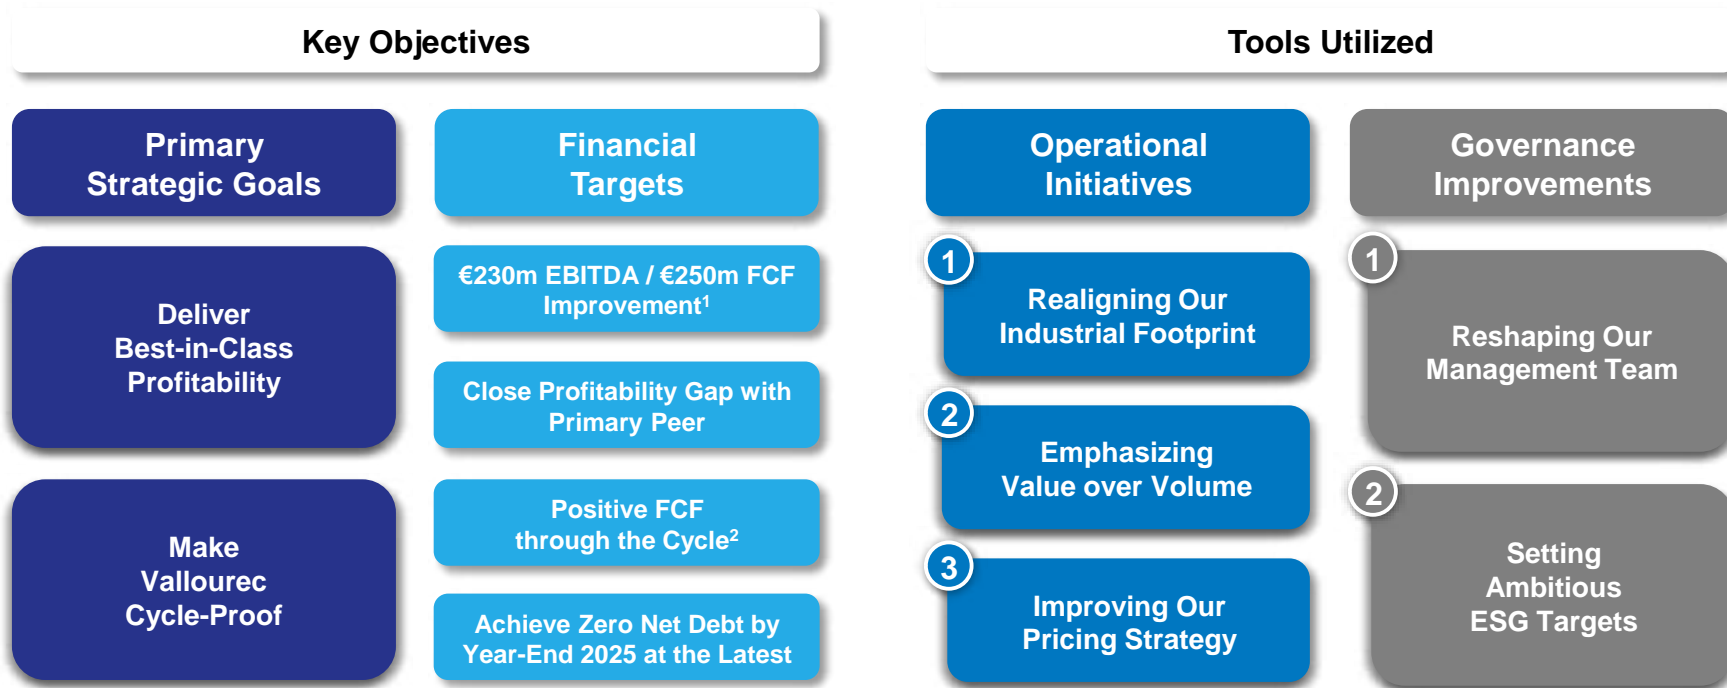 Key Objectives
Primary
Strategic Goals
Deliver
Best-in-Class
Profitability
Make
Vallourec
Cycle-Proof
Financial
Targets
€230m EBITDA / €250m FCF
Improvement¹
Close Profitability Gap with
Primary Peer
Positive FCF
through the Cycle²
Achieve Zero Net Debt by
Year-End 2025 at the Latest
Tools Utilized
Operational
Initiatives
1
Realigning Our
Industrial Footprint
2
Emphasizing
Value over Volume
3
Improving Our
Pricing Strategy
Governance
Improvements
1
Reshaping Our
Management Team
2
Setting
Ambitious
ESG Targets